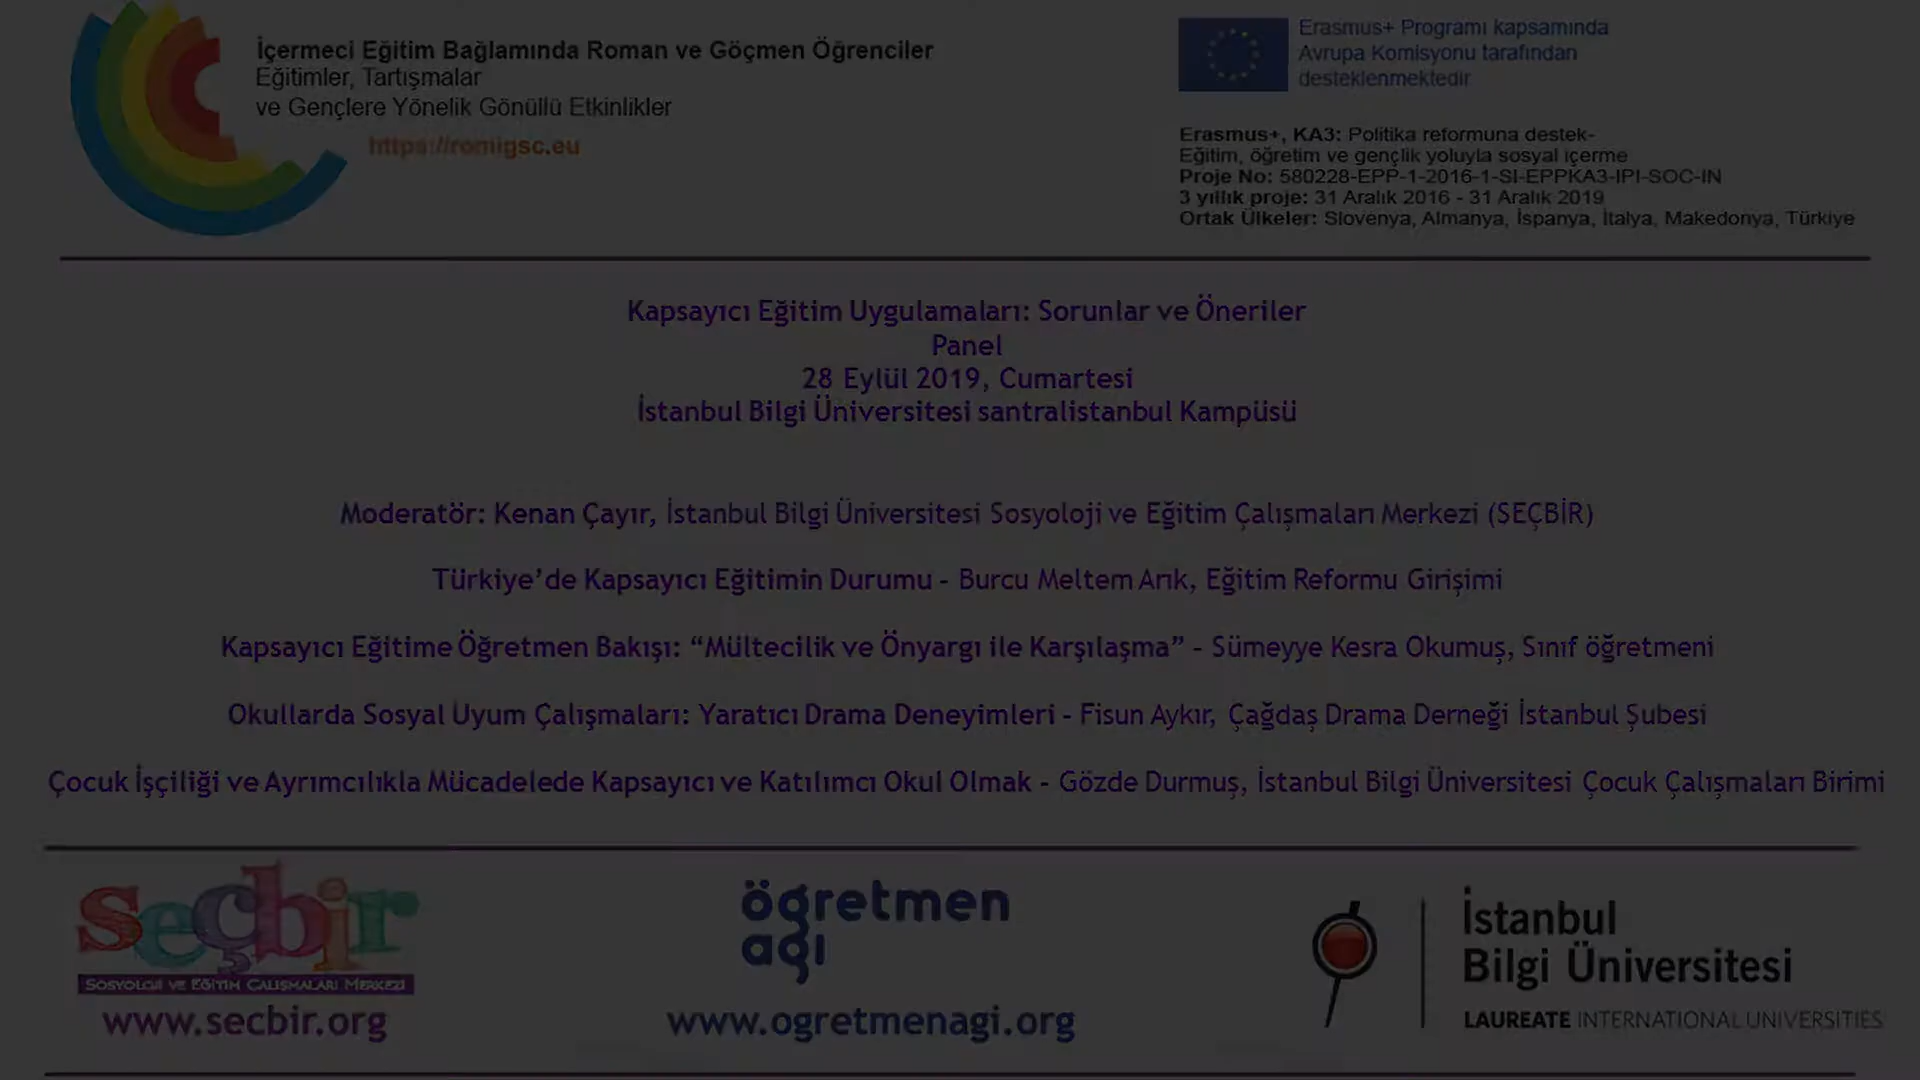 İçermeci Eğitim Bağlamında Roman ve Göçmen Öğrenciler
Eğitimler, Tartışmalar
ve Gençlere Yönelik Gönüllü Etkinlikler
https://romigsc.eu
Erasmus+ Programı kapsamında
Avrupa Komisyonu tarafından
desteklenmektedir
Erasmus+, KA3: Politika reformuna destek-
Eğitim, öğretim ve gençlik yoluyla sosyal içerme
Proje No: 580228-EPP-1-2016-1-SI-EPPKA3-IPI-SOC-IN
3 yıllık proje: 31 Aralık 2016 - 31 Aralık 2019
Ortak Ülkeler: Slovenya, Almanya, İspanya, İtalya, Makedonya, Türkiye
Kapsayıcı Eğitim Uygulamaları: Sorunlar ve Öneriler
Panel
28 Eylül 2019, Cumartesi
İstanbul Bilgi Üniversitesi santralistanbul Kampüsü
Moderatör: Kenan Çayır, İstanbul Bilgi Üniversitesi Sosyoloji ve Eğitim Çalışmaları Merkezi (SEÇBİR)
Türkiye’de Kapsayıcı Eğitimin Durumu - Burcu Meltem Arık, Eğitim Reformu Girişimi
Kapsayıcı Eğitime Öğretmen Bakışı: “Mültecilik ve Önyargı ile Karşılaşma” - Sümeyye Kesra Okumuş, Sınıf öğretmeni
Okullarda Sosyal Uyum Çalışmaları: Yaratıcı Drama Deneyimleri - Fisun Aykır, Çağdaş Drama Derneği İstanbul Şubesi
Çocuk İşçiliği ve Ayrımcılıkla Mücadelede Kapsayıcı ve Katılımcı Okul Olmak - Gözde Durmuş, İstanbul Bilgi Üniversitesi Çocuk Çalışmaları Birimi
seçbir
SOSYOLOJİ VE EĞİTİM ÇALIŞMALARI MERKEZİ
www.secbir.org
öğretmen
ağı
www.ogretmenagi.org
İstanbul
Bilgi Üniversitesi
LAUREATE INTERNATIONAL UNIVERSITIES